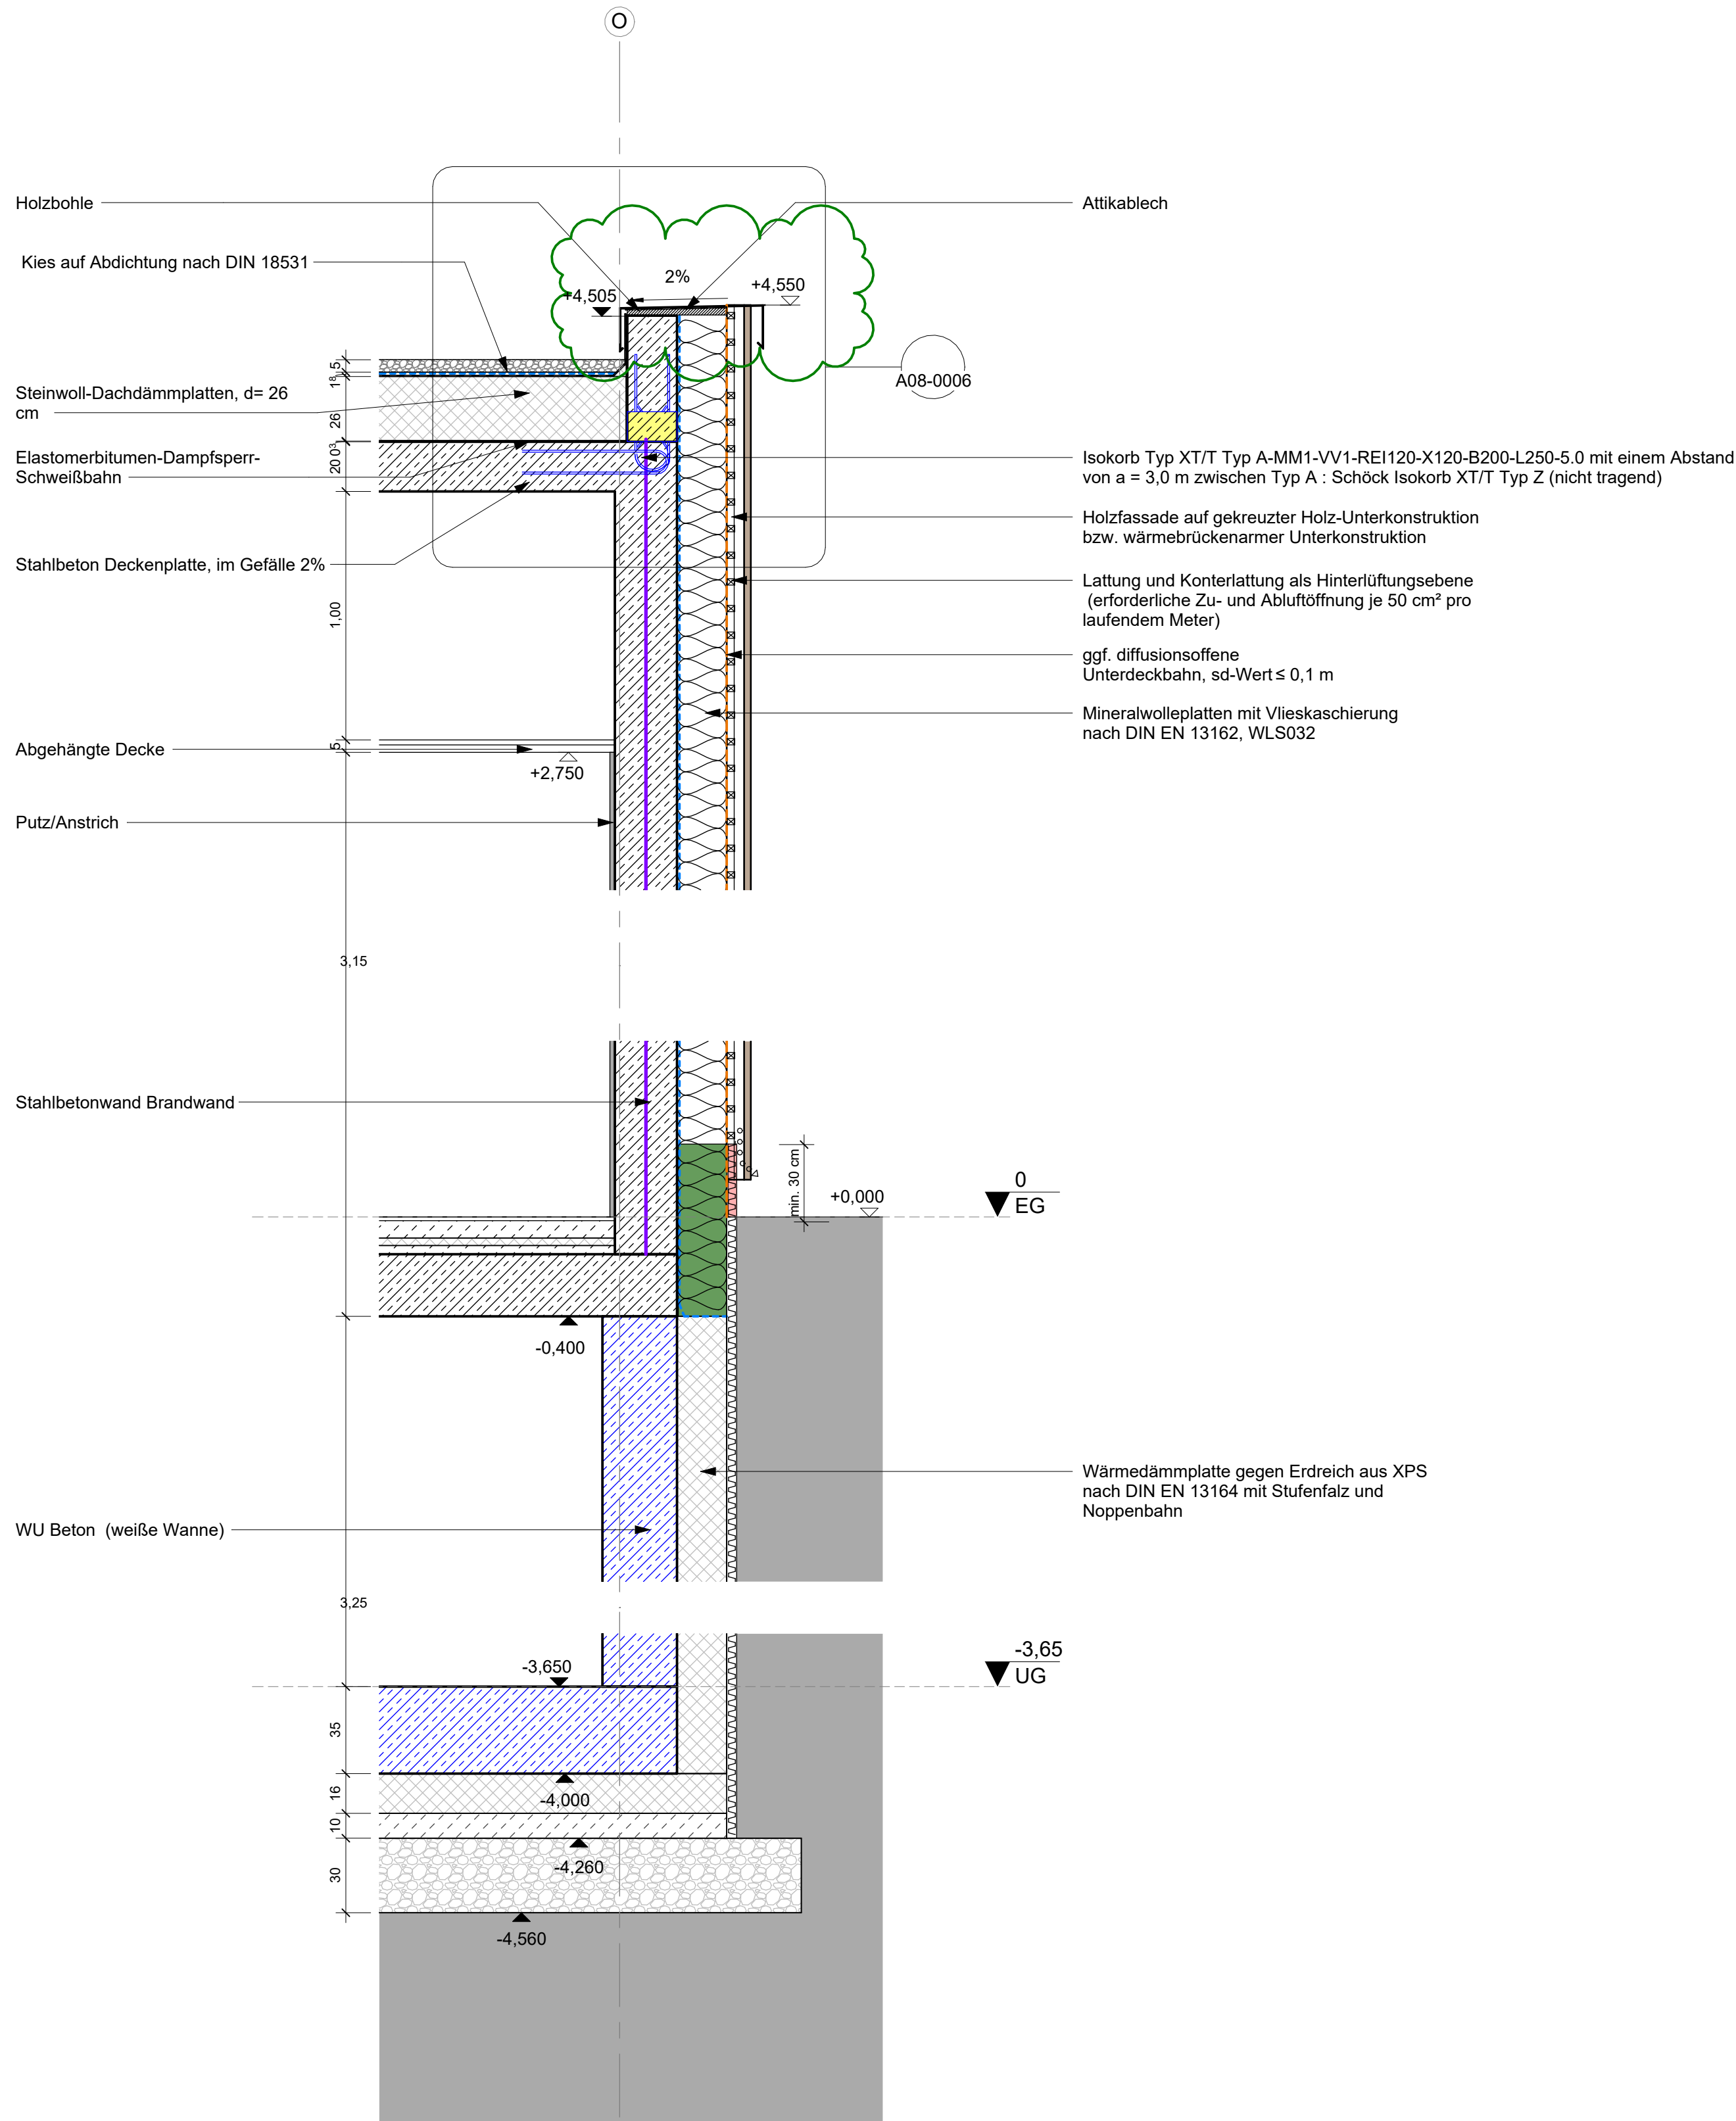 O
Holzbohle
Attikablech
Kies auf Abdichtung nach DIN 18531
2%
+4,505
+4,550
A08-0006
5
1⁸
26
0³
20
1,00
5
3,15
3,25
35
16
10
30
Steinwoll-Dachdämmplatten, d= 26
cm
Elastomerbitumen-Dampfsperr-
Schweißbahn
Stahlbeton Deckenplatte, im Gefälle 2%
Isokorb Typ XT/T Typ A-MM1-VV1-REI120-X120-B200-L250-5.0 mit einem Abstand
von a = 3,0 m zwischen Typ A : Schöck Isokorb XT/T Typ Z (nicht tragend)
Holzfassade auf gekreuzter Holz-Unterkonstruktion
bzw. wärmebrückenarmer Unterkonstruktion
Lattung und Konterlattung als Hinterlüftungsebene
(erforderliche Zu- und Abluftöffnung je 50 cm² pro
laufendem Meter)
ggf. diffusionsoffene
Unterdeckbahn, sd-Wert ≤ 0,1 m
Mineralwolleplatten mit Vlieskaschierung
nach DIN EN 13162, WLS032
Abgehängte Decke
+2,750
Putz/Anstrich
Stahlbetonwand Brandwand
min. 30 cm
+0,000
0
EG
-0,400
Wärmedämmplatte gegen Erdreich aus XPS
nach DIN EN 13164 mit Stufenfalz und
Noppenbahn
WU Beton (weiße Wanne)
-3,650
-3,65
UG
-4,000
-4,260
-4,560